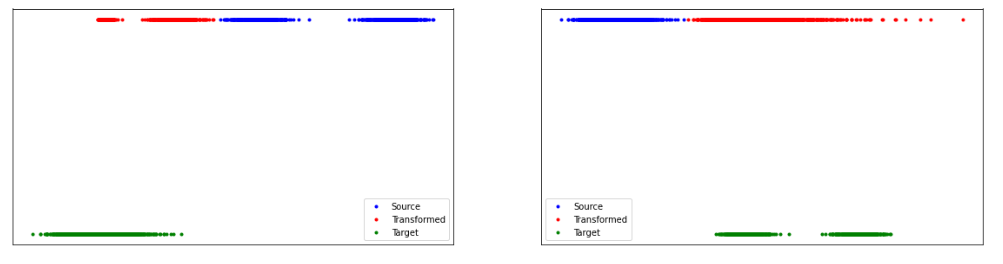 Source
Transformed
Target
Source
Transformed
Target